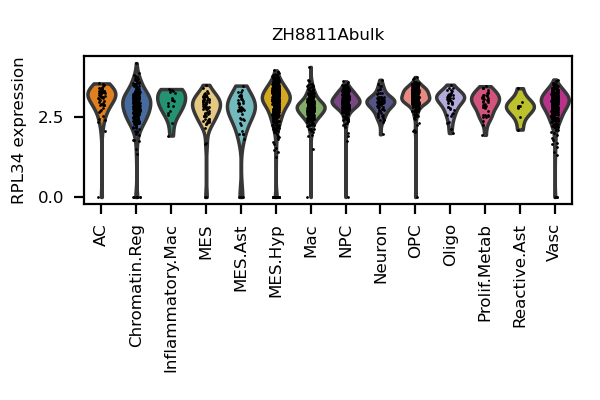 ZH8811Abulk
RPL34 expression
2.5
0.0
AC
Chromatin.Reg
Inflammatory.Mac
MES
MES.Ast
MES.Hyp
Mac
NPC
Neuron
OPC
Oligo
Prolif.Metab
Reactive.Ast
Vasc